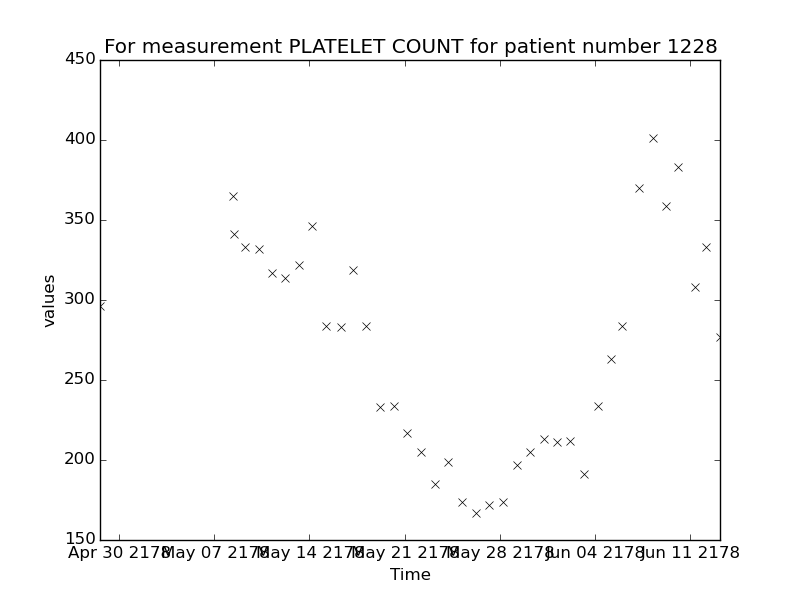 For measurement PLATELET COUNT for patient number 1228
450
400
350
300
250
200
150
values
Apr 30 2178 May 07 2178 May 14 2178 May 21 2178 May 28 2178 Jun 04 2178 Jun 11 2178
Time